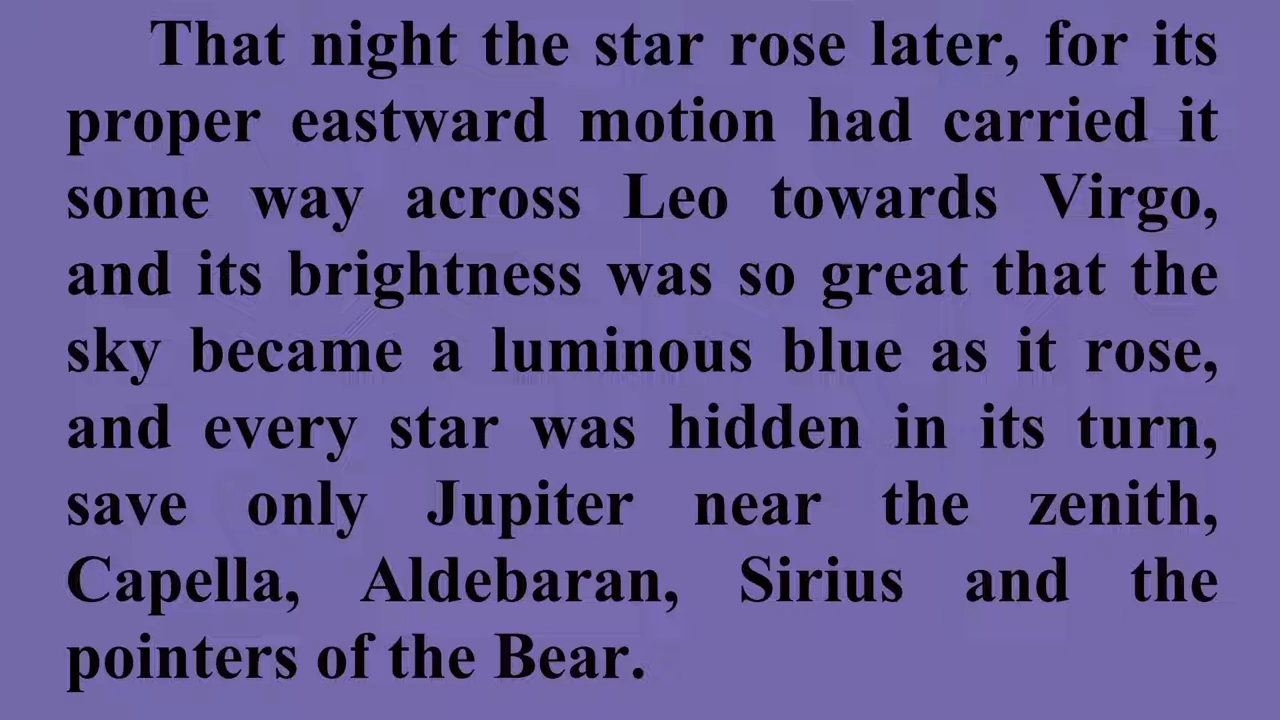 That night the star rose later, for its
proper eastward motion had carried it
some way across Leo towards Virgo,
and its brightness was so great that the
sky became a luminous blue as it rose,
and every star was hidden in its turn,
save only Jupiter near the zenith,
Capella, Aldebaran, Sirius and the
pointers of the Bear.